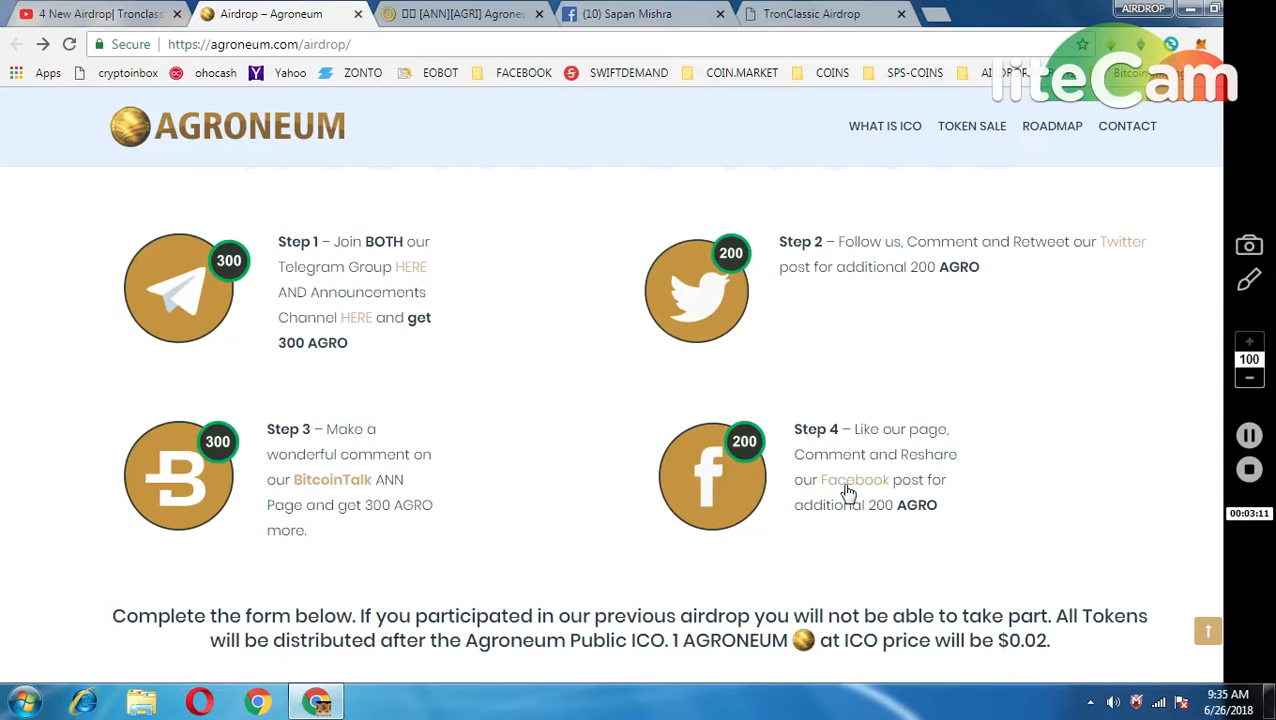 4 New Airdrop| Tronclass
Airdrop – Agroneum
[ANN][AGRI] Agrone
(10) Sapan Mishra
TronClassic Airdrop
AIRDROP
Secure
https://agroneum.com/airdrop/
Apps
cryptoinbox
ohocash
Yahoo
ZONTO
EOBOT
FACEBOOK
SWIFTDEMAND
COIN.MARKET
COINS
SPS-COINS
liteCam
AGRONEUM
WHAT IS ICO
TOKEN SALE
ROADMAP
CONTACT
300
Step 1 – Join BOTH our
Telegram Group HERE
AND Announcements
Channel HERE and get
300 AGRO
200
Step 2 – Follow us, Comment and Retweet our Twitter
post for additional 200 AGRO
300
Step 3 – Make a
wonderful comment on
our BitcoinTalk ANN
Page and get 300 AGRO
more.
200
Step 4 – Like our page,
Comment and Reshare
our Facebook post for
additional 200 AGRO
Complete the form below. If you participated in our previous airdrop you will not be able to take part. All Tokens
will be distributed after the Agroneum Public ICO. 1 AGRONEUM at ICO price will be $0.02.
100
00:03:11
9:35 AM
6/26/2018